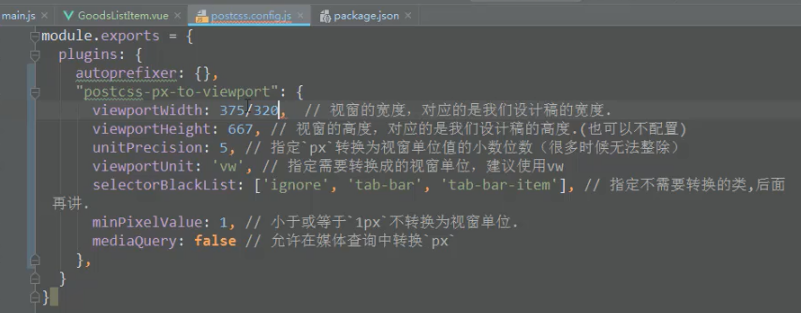 main.js × GoodsListItem.vue × postcss.config.js × package.json ×
module.exports = {
plugins: {
autoprefixer: {},
"postcss-px-to-viewport": {
viewportWidth: 375/320, // 视窗的宽度，对应的是我们设计稿的宽度.
viewportHeight: 667, // 视窗的高度，对应的是我们设计稿的高度.(也可以不配置)
unitPrecision: 5, // 指定`px`转换为视窗单位值的小数位数（很多时候无法整除）
viewportUnit: 'vw', // 指定需要转换成的视窗单位，建议使用vw
selectorBlackList: ['ignore', 'tab-bar', 'tab-bar-item'], // 指定不需要转换的类,后面
再讲.
minPixelValue: 1, // 小于或等于`1px`不转换为视窗单位.
mediaQuery: false // 允许在媒体查询中转换`px`
},
}
}